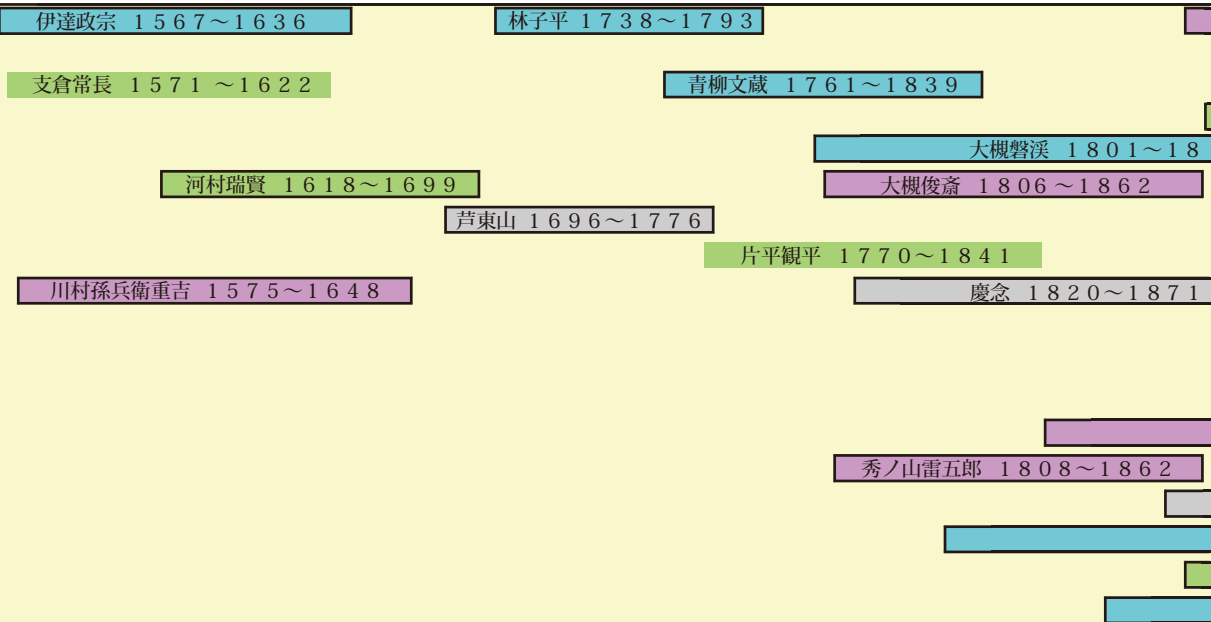 伊達政宗 1567～1636
林子平 1738～1793
支倉常長 1571 ～1622
青柳文蔵 1761～1839
大槻磐渓 1801～18
河村瑞賢 1618～1699
大槻俊斎 1806～1862
芦東山 1696～1776
片平観平 1770～1841
川村孫兵衛重吉 1575～1648
慶念 1820～1871
秀ノ山雷五郎 1808～1862